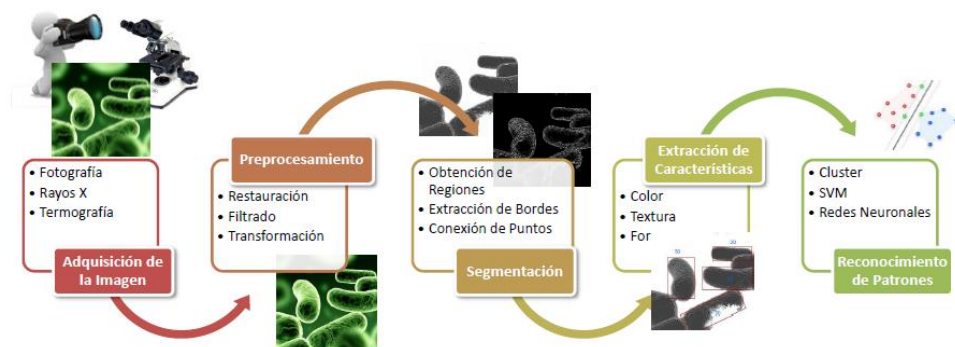 • Fotografía
• Rayos X
• Termografía
Adquisición de
la Imagen
Preprocesamiento
• Restauración
• Filtrado
• Transformación
• Obtención de
Regiones
• Extracción de Bordes
• Conexión de Puntos
Segmentación
Extracción de
Características
• Color
• Textura
• For
• Cluster
• SVM
• Redes Neuronales
Reconocimiento
de Patrones